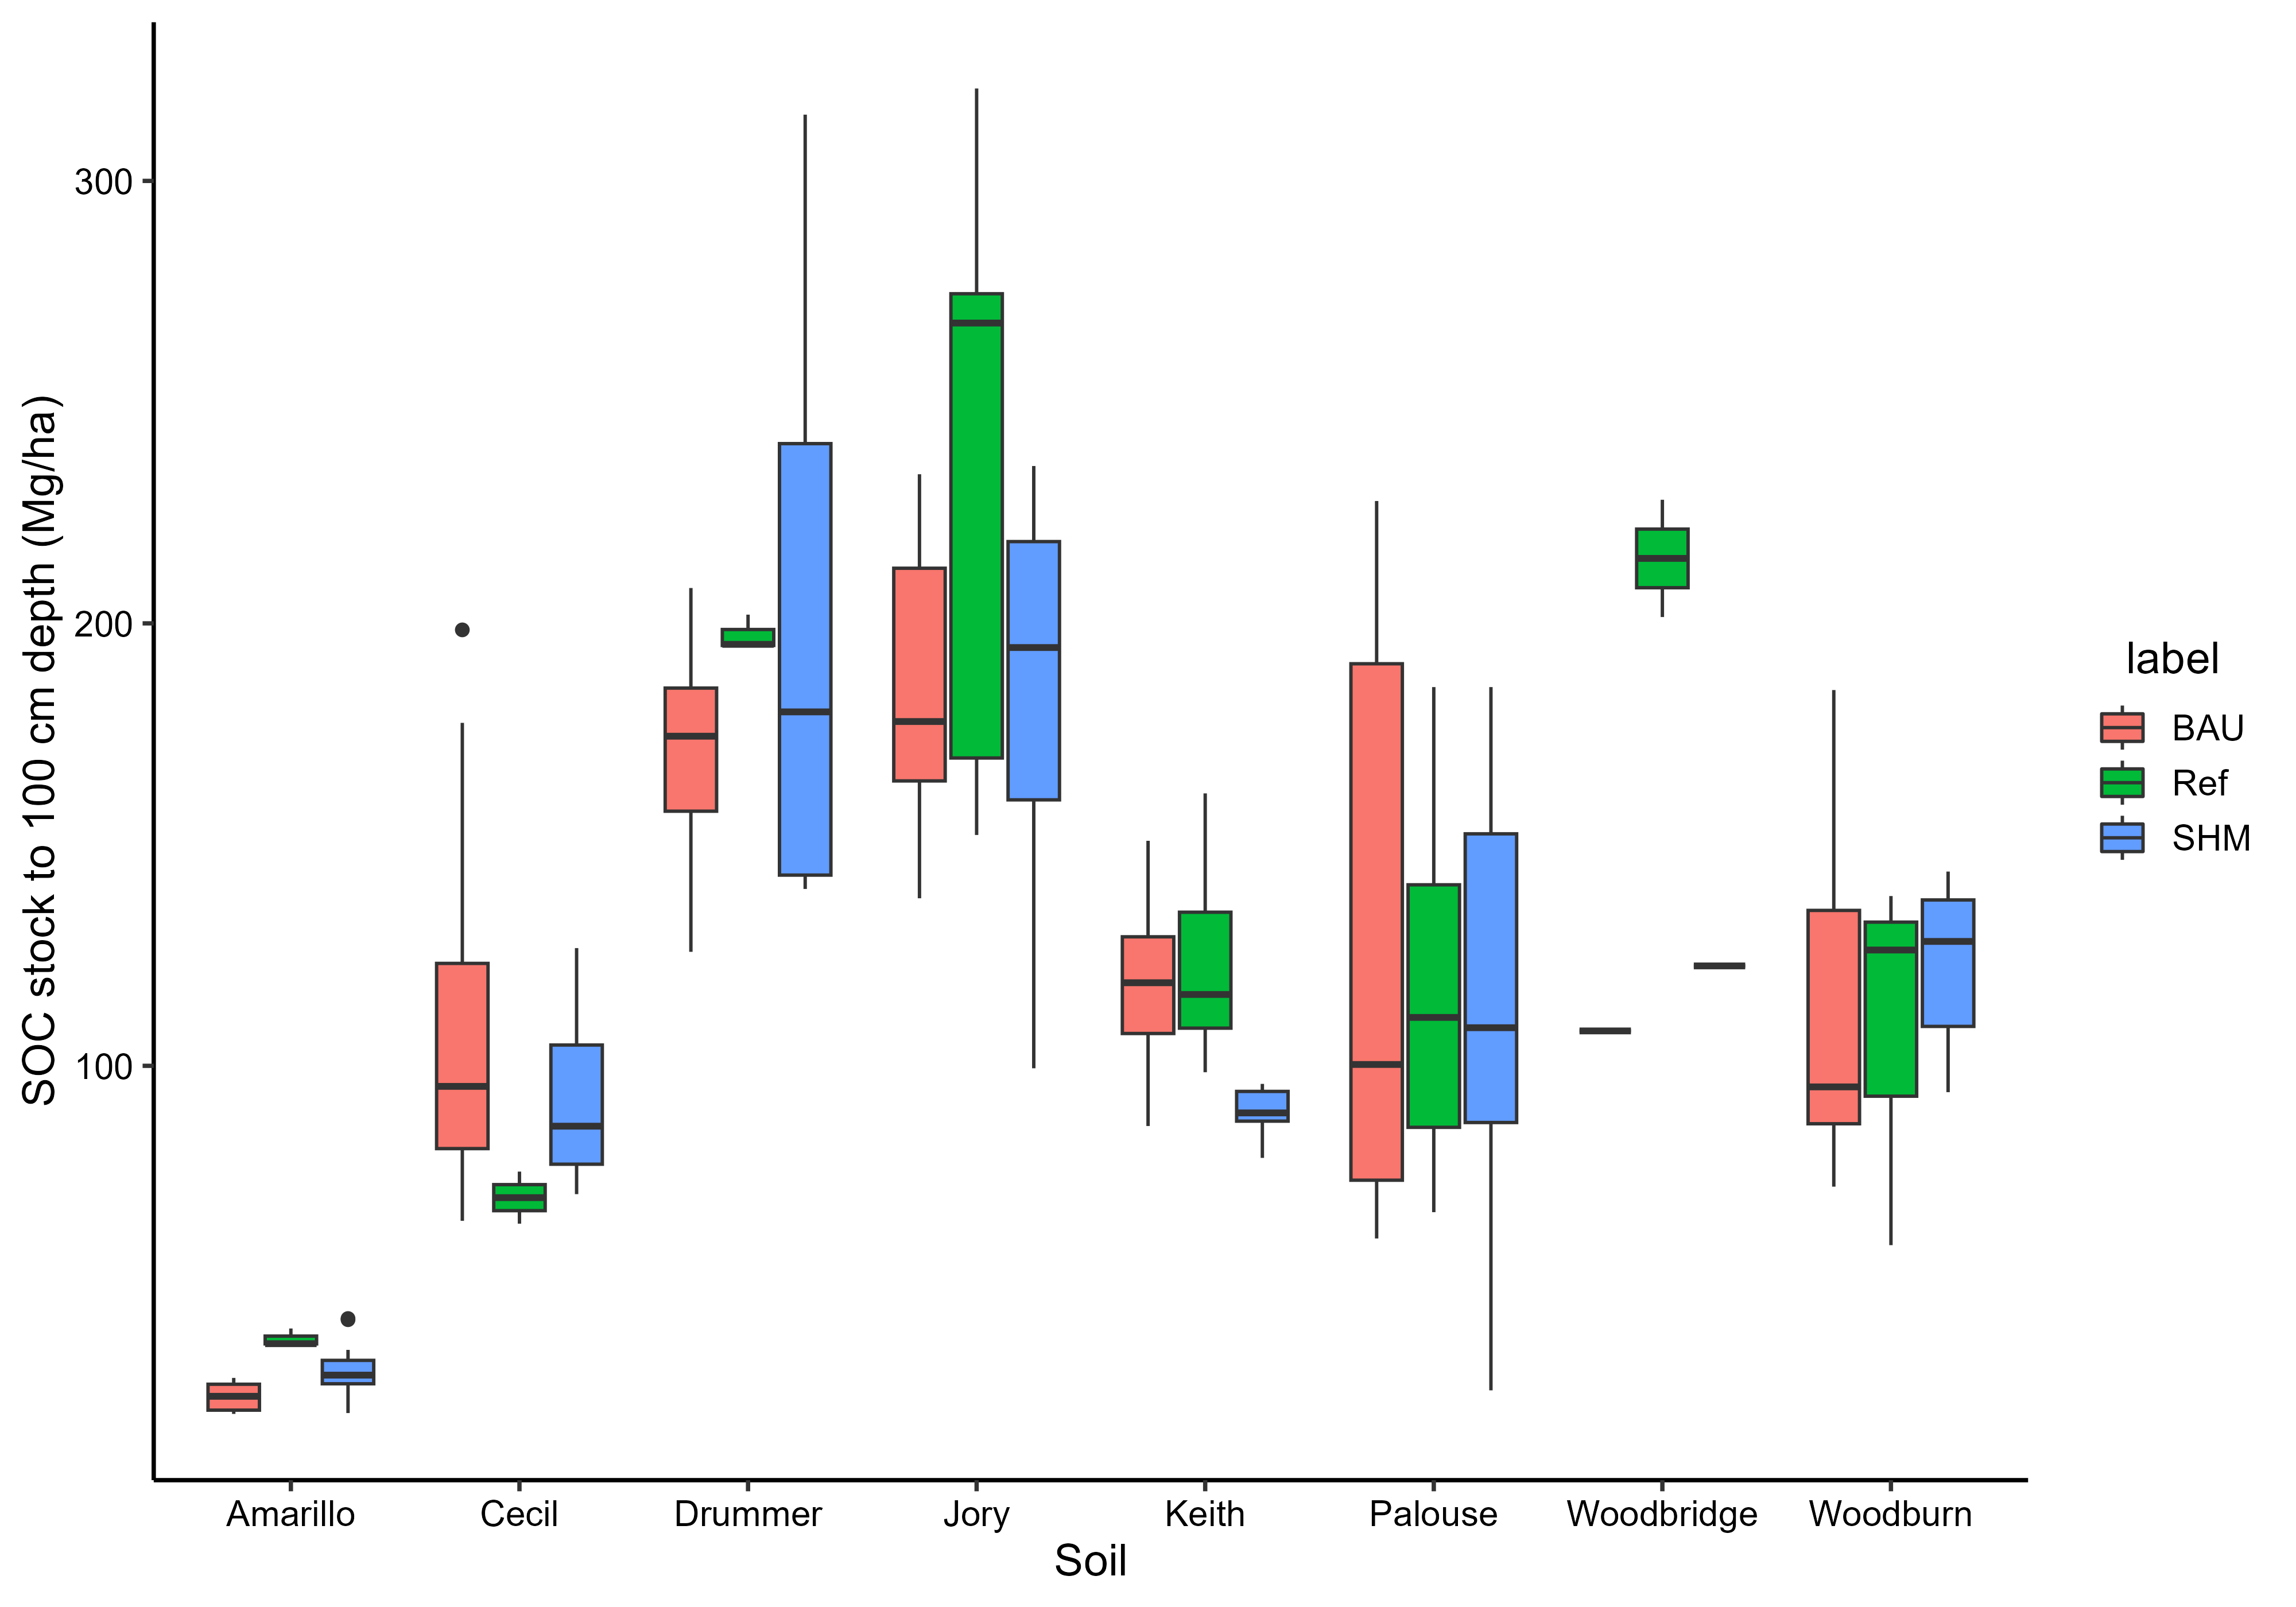 SOC stock to 100 cm depth (Mg/ha)
300
200
100
Amarillo Cecil Drummer Jory Keith Palouse Woodbridge Woodburn
Soil
label
BAU
Ref
SHM